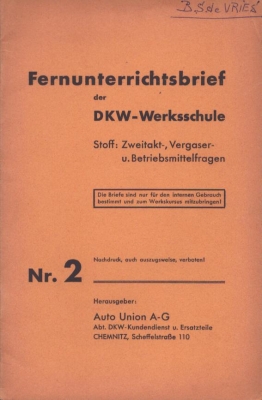 B.S de VRIES
Fernunterrichtsbrief
der
DKW-Werksschule
Stoff: Zweitakt-, Vergaser-
u. Betriebsmittelfragen
Die Briefe sind nur für den internen Gebrauch
bestimmt und zum Werkskursus mitzubringen!
Nachdruck, auch auszugsweise, verboten!
Nr. 2
Herausgeber:
Auto Union A-G
Abt. DKW-Kundendienst u. Ersatzteile
CHEMNITZ, Scheffelstraße 110